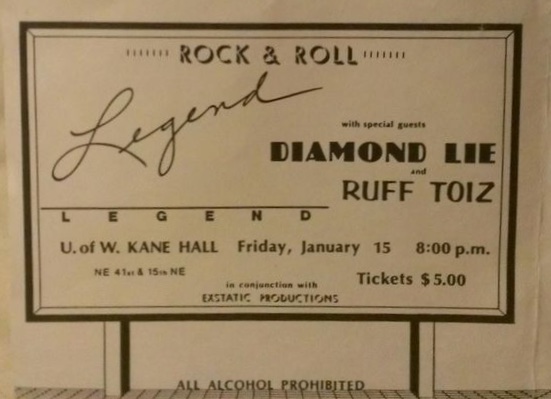 ROCK & ROLL
Legend
with special guests
DIAMOND LIE
and
RUFF TOIZ
LEGEND
U. of W. KANE HALL Friday, January 15 8:00 p.m.
NE 41st & 15th NE
Tickets $5.00
in conjunction with
EXSTATIC PRODUCTIONS
ALL ALCOHOL PROHIBITED